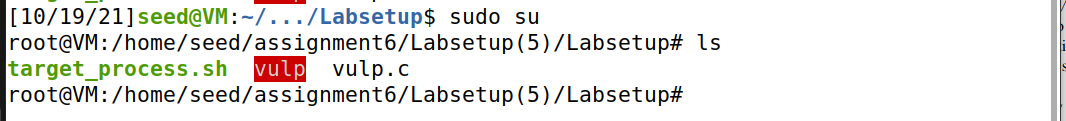 [10/19/21]seed@VM:~/.../Labsetup$ sudo su
root@VM:/home/seed/assignment6/Labsetup(5)/Labsetup# ls
target_process.sh  vulp  vulp.c
root@VM:/home/seed/assignment6/Labsetup(5)/Labsetup#